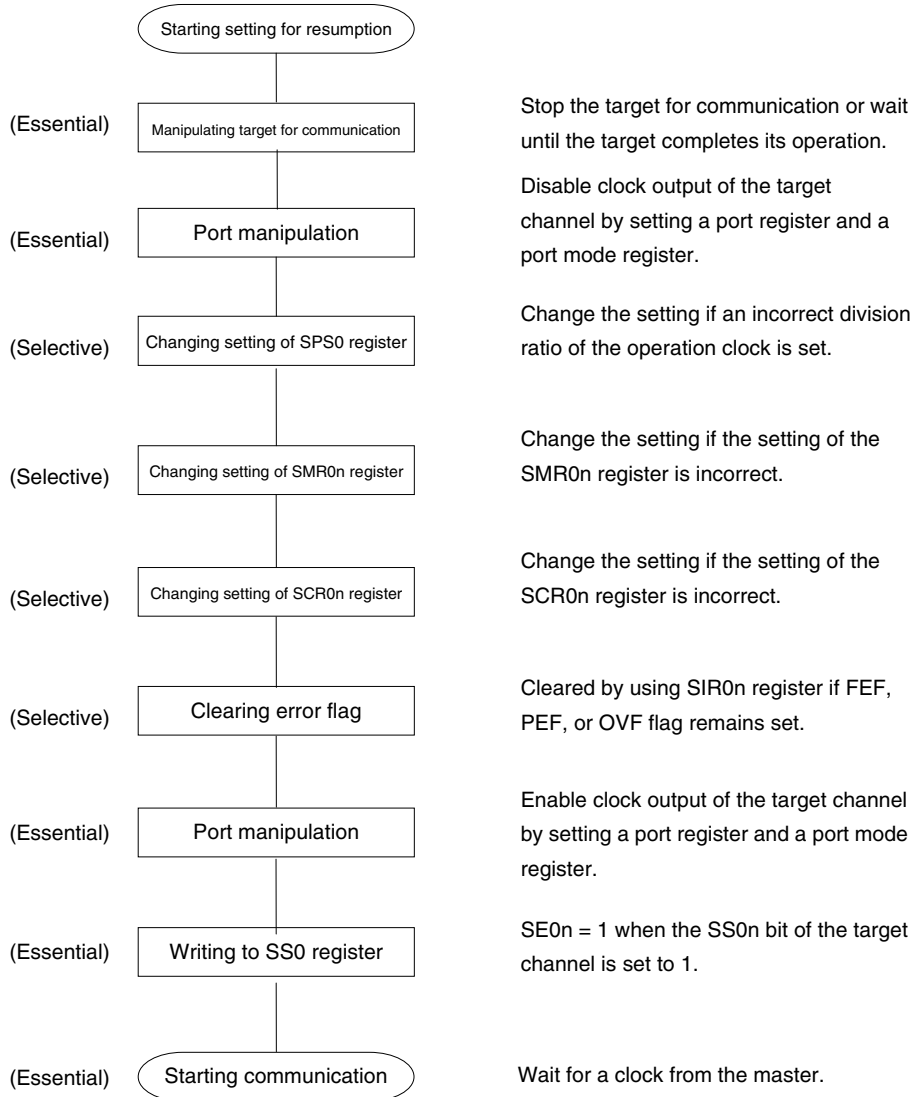 Starting setting for resumption
(Essential)
Manipulating target for communication
Stop the target for communication or wait
until the target completes its operation.
(Essential)
Port manipulation
Disable clock output of the target
channel by setting a port register and a
port mode register.
(Selective)
Changing setting of SPS0 register
Change the setting if an incorrect division
ratio of the operation clock is set.
(Selective)
Changing setting of SMR0n register
Change the setting if the setting of the
SMR0n register is incorrect.
(Selective)
Changing setting of SCR0n register
Change the setting if the setting of the
SCR0n register is incorrect.
(Selective)
Clearing error flag
Cleared by using SIR0n register if FEF,
PEF, or OVF flag remains set.
(Essential)
Port manipulation
Enable clock output of the target channel
by setting a port register and a port mode
register.
(Essential)
Writing to SS0 register
SE0n = 1 when the SS0n bit of the target
channel is set to 1.
(Essential)
Starting communication
Wait for a clock from the master.